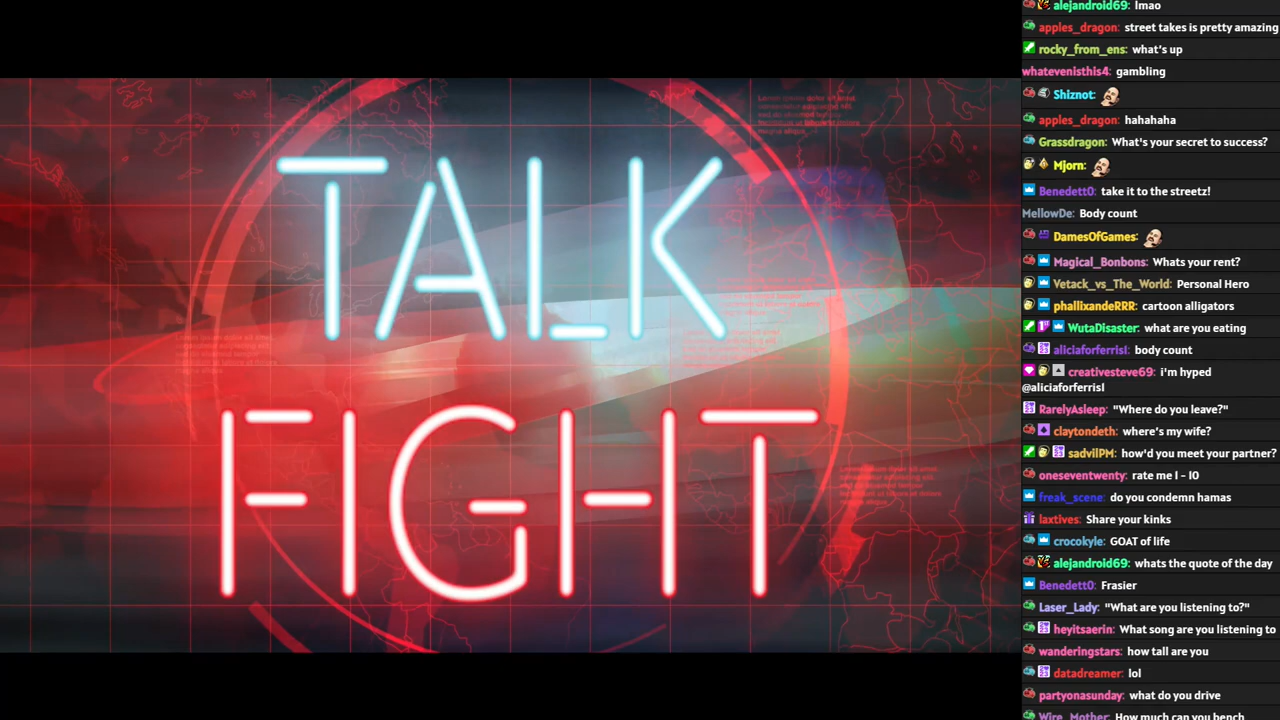 TALK
FIGHT
alejandroid69: lmao
apples_dragon: street takes is pretty amazing
rocky_from_ens: what's up
whatevenisthis4: gambling
Shiznot:
apples_dragon: hahahaha
Grassdragon: What's your secret to success?
Mjorn:
Benedett0: take it to the streetz!
MellowDe: Body count
DamesOfGames:
Magical_Bonbons: Whats your rent?
Vetack_vs_The_World: Personal Hero
phallixandeRRR: cartoon alligators
WutaDisaster: what are you eating
aliciaforferrisl: body count
creativesteve69: i'm hyped
@aliciaforferrisl
RarelyAsleep: "Where do you leave?"
claytondeth: where's my wife?
sadvilPM: how'd you meet your partner?
oneseventwenty: rate me 1 - 10
freak_scene: do you condemn hamas
laxtives: Share your kinks
crocokyle: GOAT of life
alejandroid69: whats the quote of the day
Benedett0: Frasier
Laser_Lady: "What are you listening to?"
heyitsaerin: What song are you listening to
wanderingstars: how tall are you
datadreamer: lol
partyonasunday: what do you drive
Wire_Mother: How much can you bench